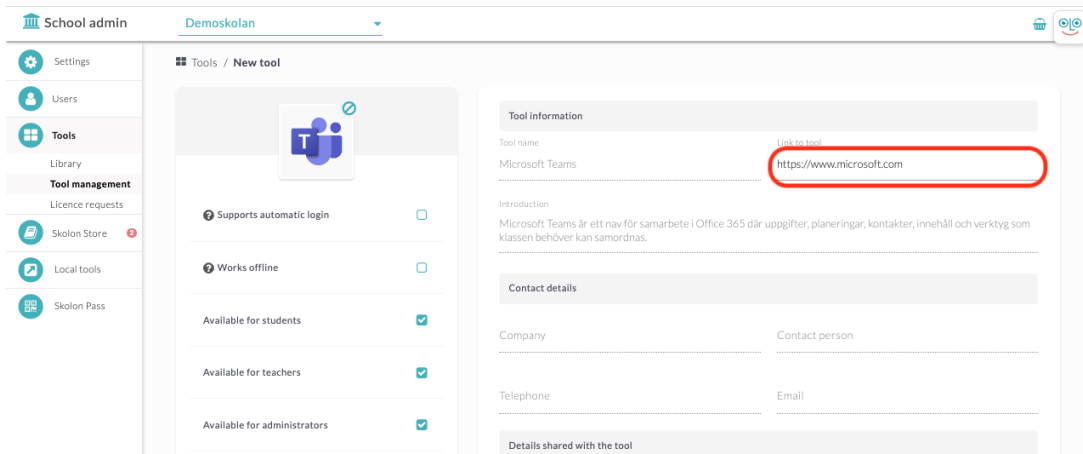 School admin
Demoskolan
Settings
Users
Tools
Library
Tool management
Licence requests
Skolon Store 2
Local tools
Skolon Pass
Tools / New tool
T
? Supports automatic login
? Works offline
Available for students
Available for teachers
Available for administrators
Tool information
Tool name
Microsoft Teams
Link to tool
https://www.microsoft.com
Introduction
Microsoft Teams är ett nav för samarbete i Office 365 där uppgifter, planeringar, kontakter, innehåll och verktyg som
klassen behöver kan samordnas.
Contact details
Company
Contact person
Telephone
Email
Details shared with the tool